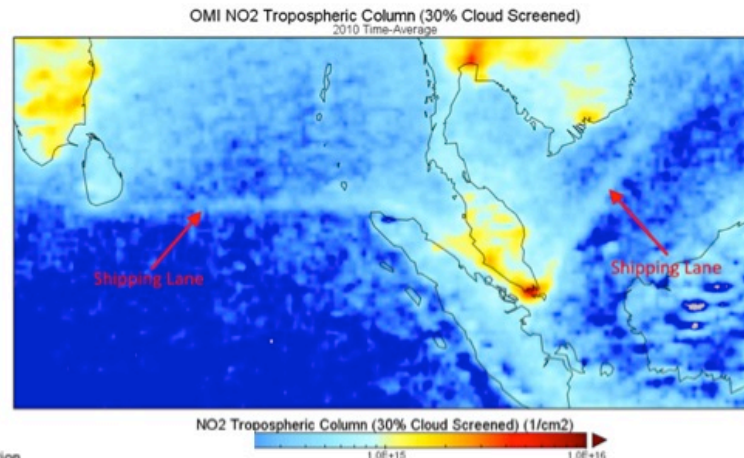 OMI NO2 Tropospheric Column (30% Cloud Screened)
2010 Time-Average
Shipping Lane
Shipping Lane
NO2 Tropospheric Column (30% Cloud Screened) (1/cm2)
1.0E+15
1.0E+16